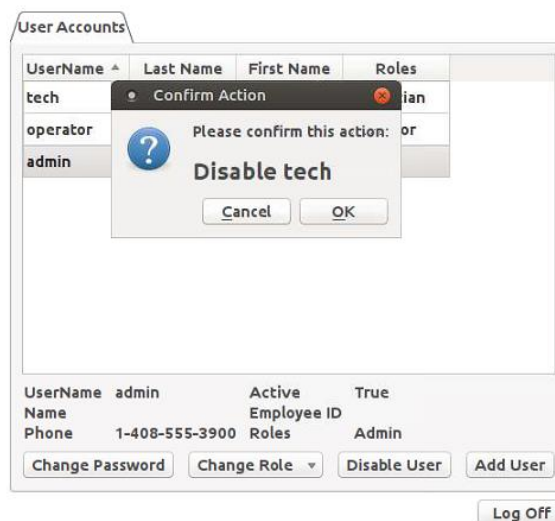 User Accounts
UserName Last Name First Name Roles
tech ian
operator or
admin
Confirm Action
Please confirm this action:
Disable tech
Cancel OK
UserName admin Active True
Name Employee ID
Phone 1-408-555-3900 Roles Admin
Change Password Change Role Disable User Add User
Log Off